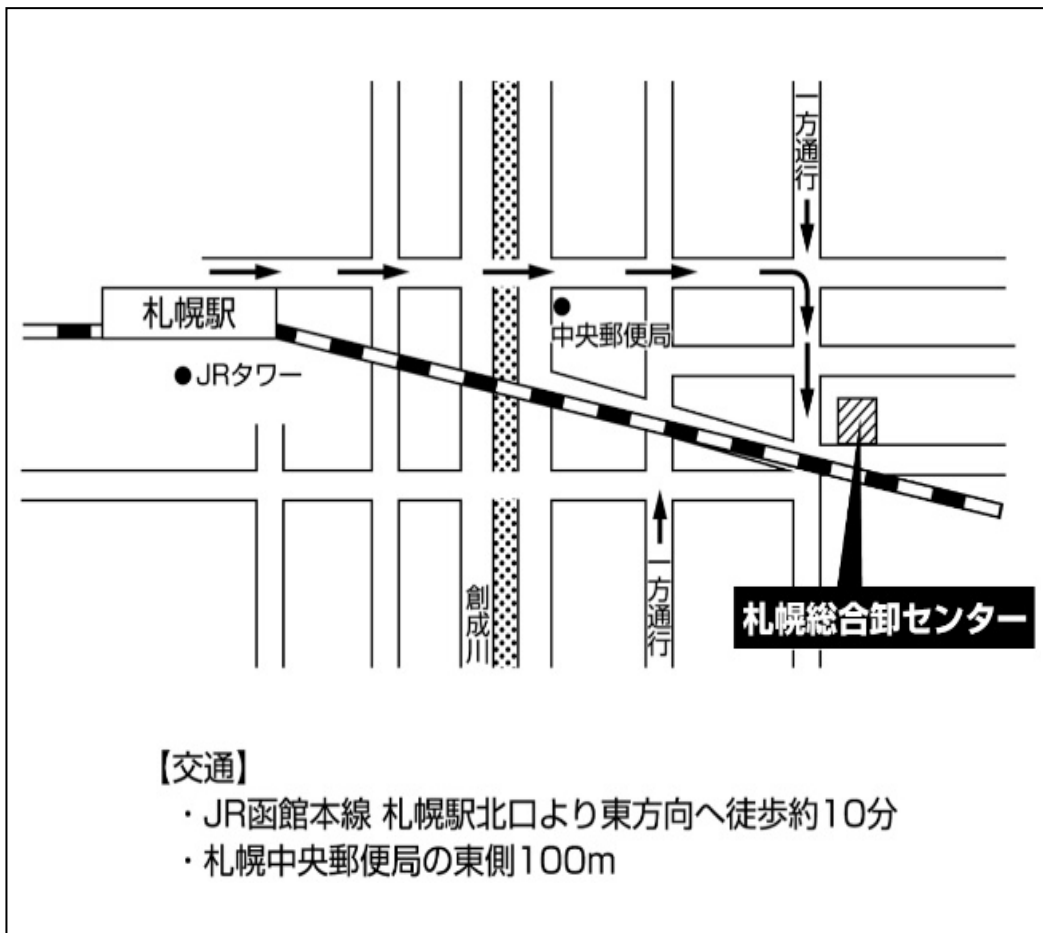 一方通行
札幌駅
中央郵便局
JRタワー
創成川
一方通行
札幌総合卸センター
【交通】
・JR函館本線 札幌駅北口より東方向へ徒歩約10分
・札幌中央郵便局の東側100m